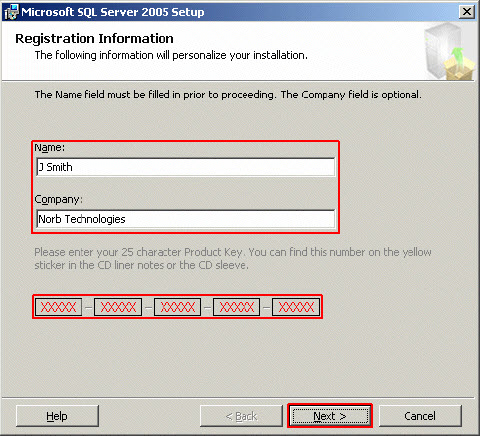 Microsoft SQL Server 2005 Setup
Registration Information
The following information will personalize your installation.
The Name field must be filled in prior to proceeding. The Company field is optional.
Name:
J Smith
Company:
Norb Technologies
Please enter your 25 character Product Key. You can find this number on the yellow
sticker in the CD liner notes or the CD sleeve.
XXXXX – XXXXX – XXXXX – XXXXX – XXXXX
Help < Back Next > Cancel